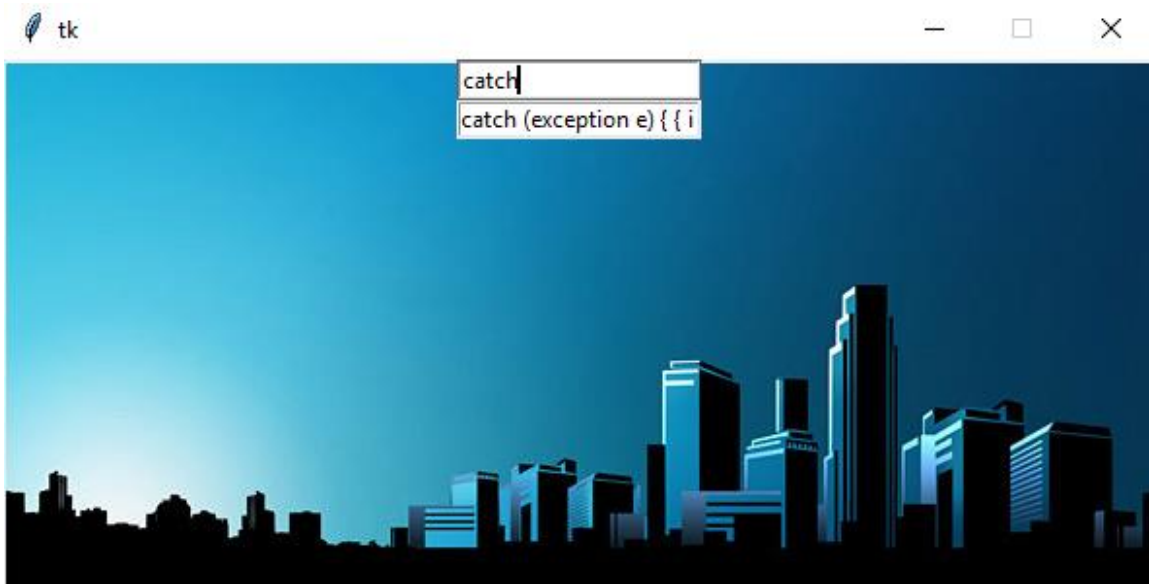 tk
catch
catch (exception e) { { i